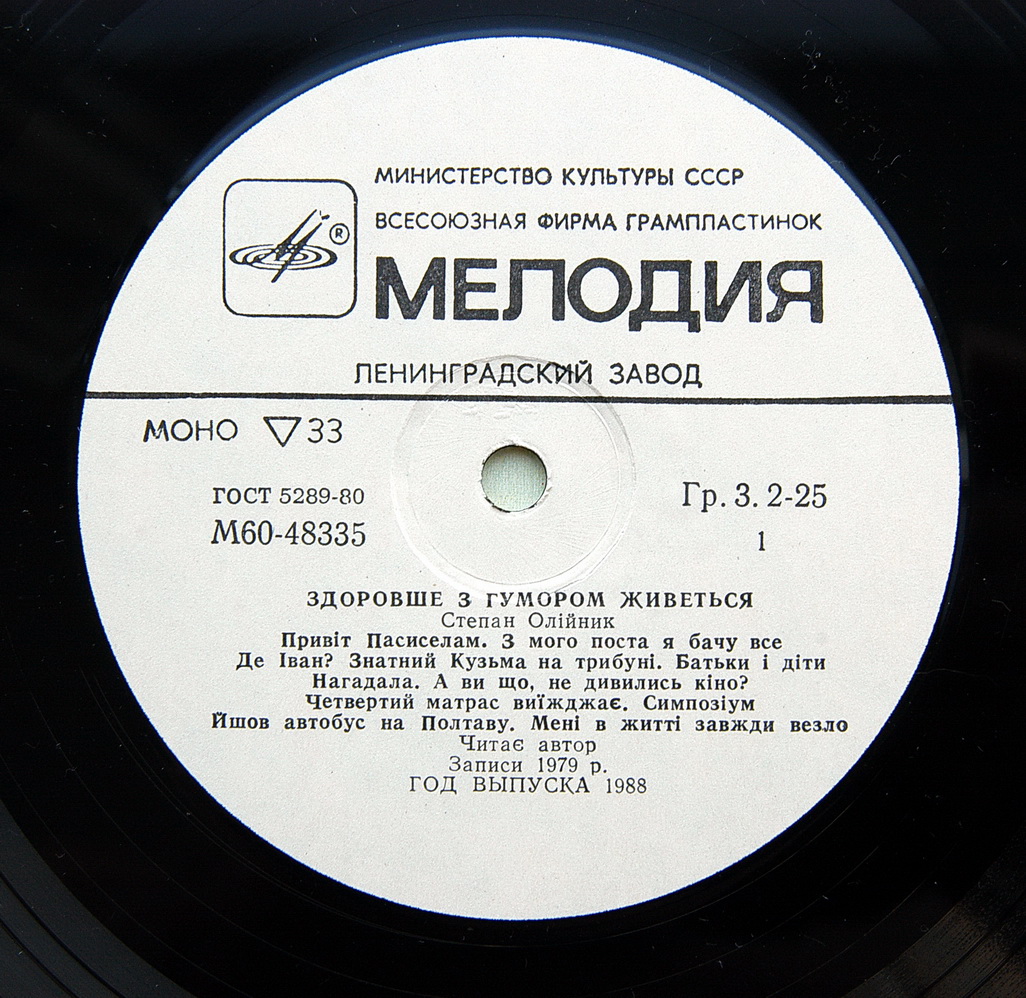 МИНИСТЕРСТВО КУЛЬТУРЫ СССР
ВСЕСОЮЗНАЯ ФИРМА ГРАМПЛАСТИНОК
®
МЕЛОДИЯ
ЛЕНИНГРАДСКИЙ ЗАВОД
МОНО ▽33
ГОСТ 5289-80
Гр. 3. 2-25
М60-48335
1
ЗДОРОВШЕ З ГУМОРОМ ЖИВЕТЬСЯ
Степан Олійник
Привіт Пасиселам. З мого поста я бачу все
Де Іван? Знатний Кузьма на трибуні. Батьки і діти
Нагадала. А ви що, не дивились кіно?
Четвертий матрас виїжджає. Симпозіум
Йшов автобус на Полтаву. Мені в житті завжди везло
Читає автор
Записи 1979 р.
ГОД ВЫПУСКА 1988